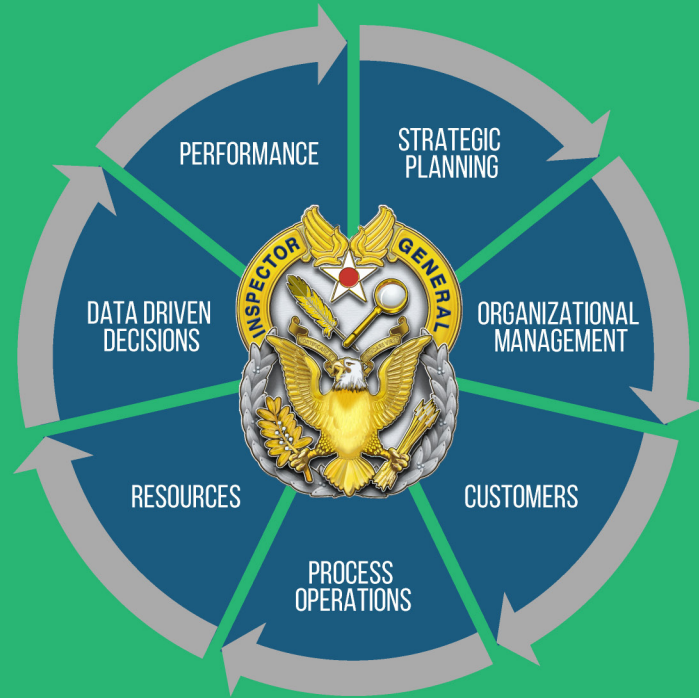 PERFORMANCE
STRATEGIC
PLANNING
INSPECTOR
GENERAL
DATA DRIVEN
DECISIONS
ORGANIZATIONAL
MANAGEMENT
RESOURCES
CUSTOMERS
PROCESS
OPERATIONS